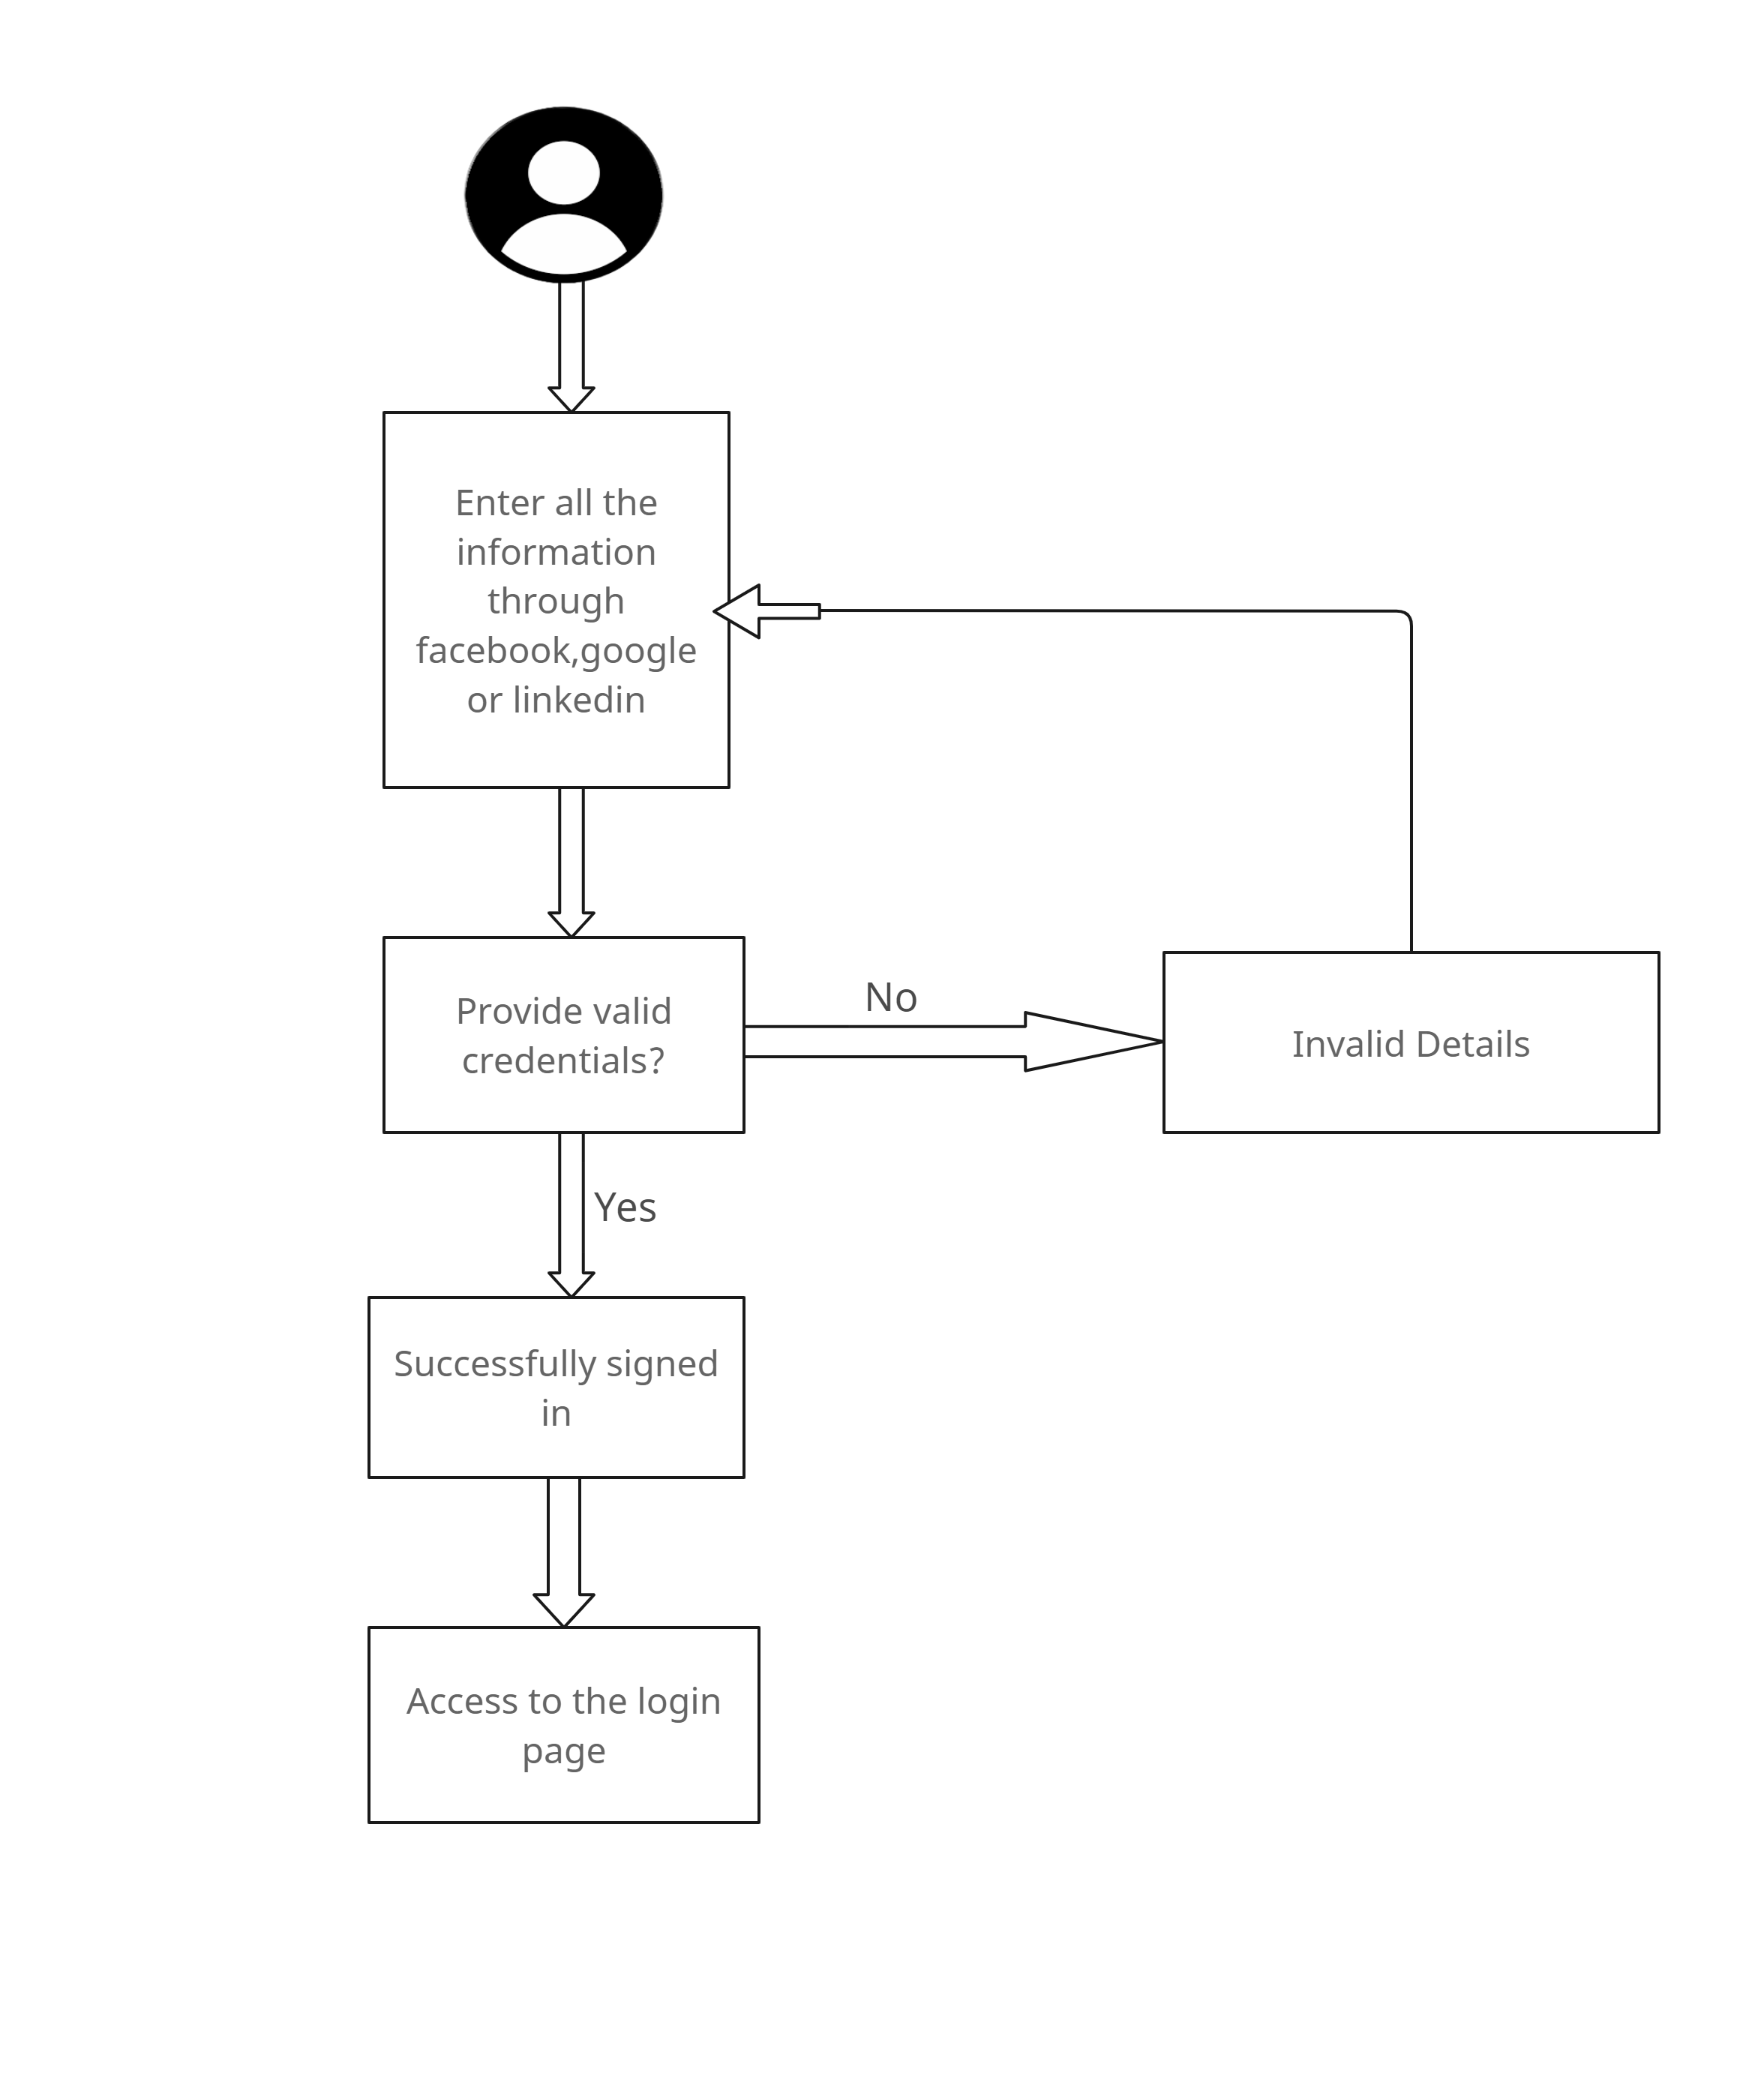 Enter all the
information
through
facebook,google
or linkedin
Provide valid
credentials?
No
Invalid Details
Yes
Successfully signed
in
Access to the login
page